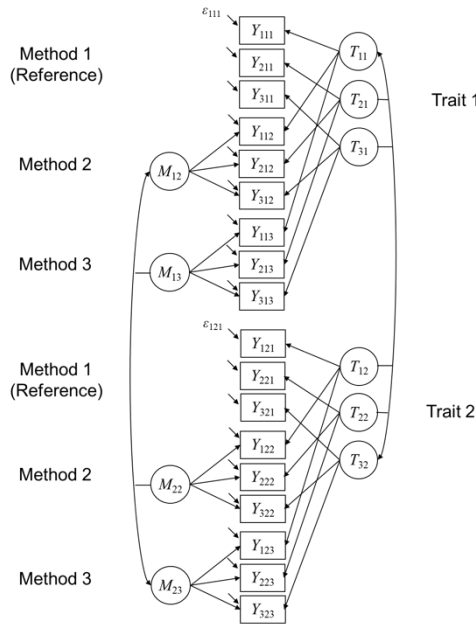 ε111
Y111
Method 1
(Reference)
Y211
Y311
T11
T21
T31
Trait 1
Y112
Method 2
M12
Y212
Y312
Y113
Method 3
M13
Y213
Y313
ε121
Y121
Method 1
(Reference)
Y221
Y321
T12
T22
T32
Trait 2
Y122
Method 2
M22
Y222
Y322
Y123
Method 3
M23
Y223
Y323